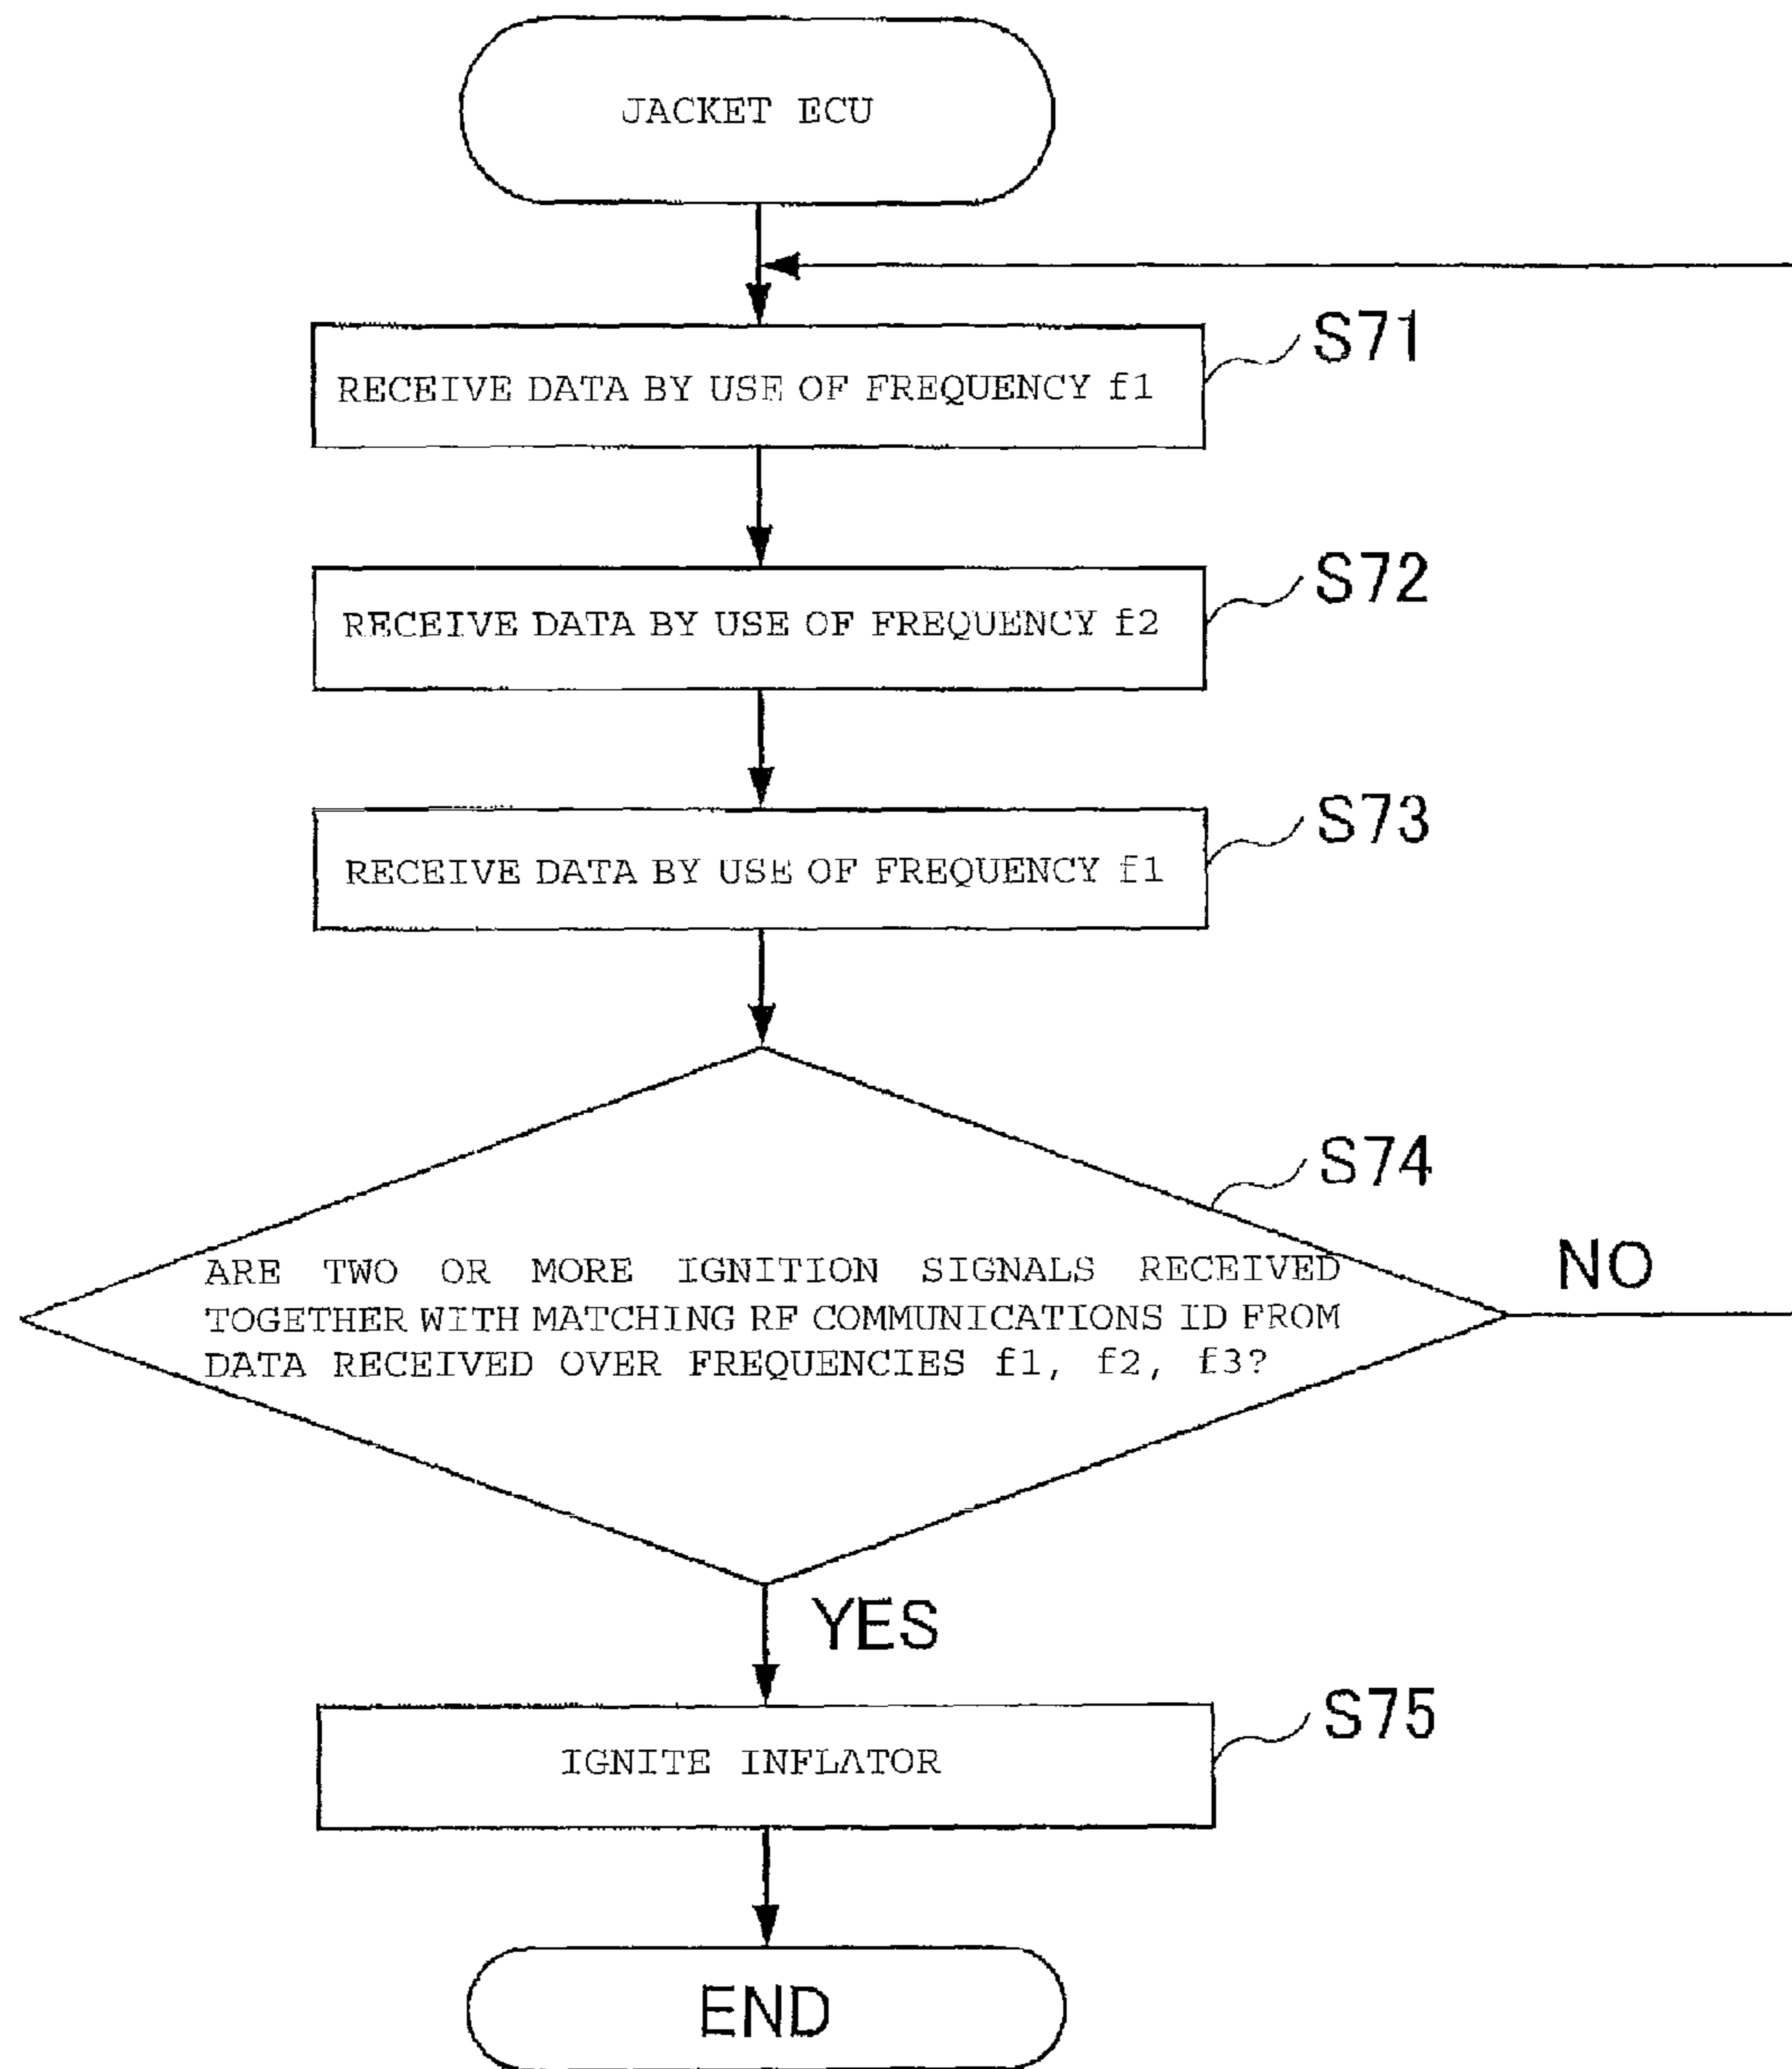 JACKET ECU
RECEIVE DATA BY USE OF FREQUENCY f1
S71
RECEIVE DATA BY USE OF FREQUENCY f2
S72
RECEIVE DATA BY USE OF FREQUENCY f1
S73
S74
ARE TWO OR MORE IGNITION SIGNALS RECEIVED
TOGETHER WITH MATCHING RF COMMUNICATIONS ID FROM
DATA RECEIVED OVER FREQUENCIES f1, f2, f3?
NO
YES
IGNITE INFLATOR
S75
END